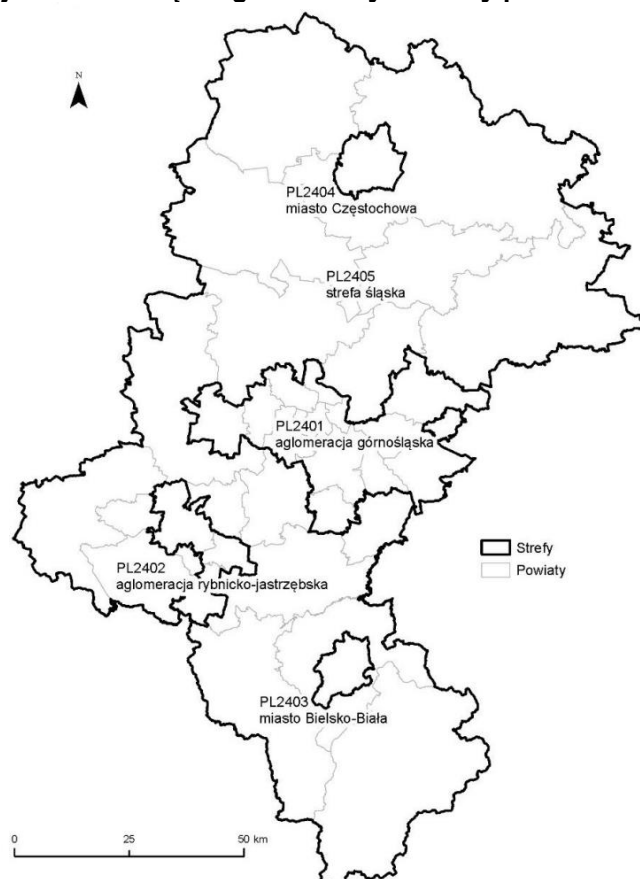 N
PL2404
miasto Częstochowa
PL2405
strefa śląska
PL2401
aglomeracja górnośląska
Strefy
Powiaty
PL2402
aglomeracja rybnicko-jastrzębska
PL2403
miasto Bielsko-Biała
0 25 50 km